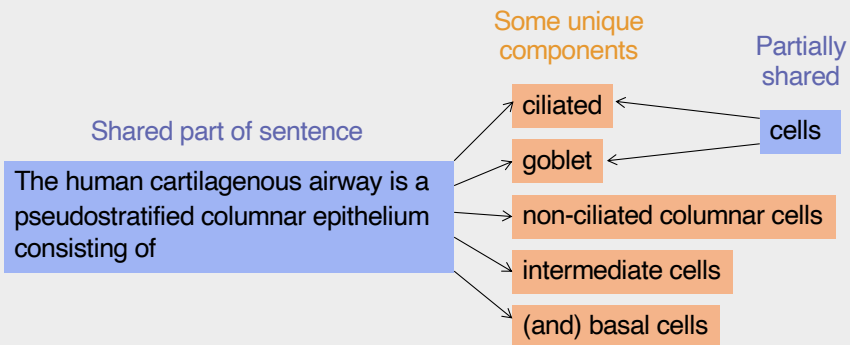 Some unique
components
Partially
shared
Shared part of sentence
ciliated
cells
goblet
The human cartilagenous airway is a
pseudostratified columnar epithelium
consisting of
non-ciliated columnar cells
intermediate cells
(and) basal cells